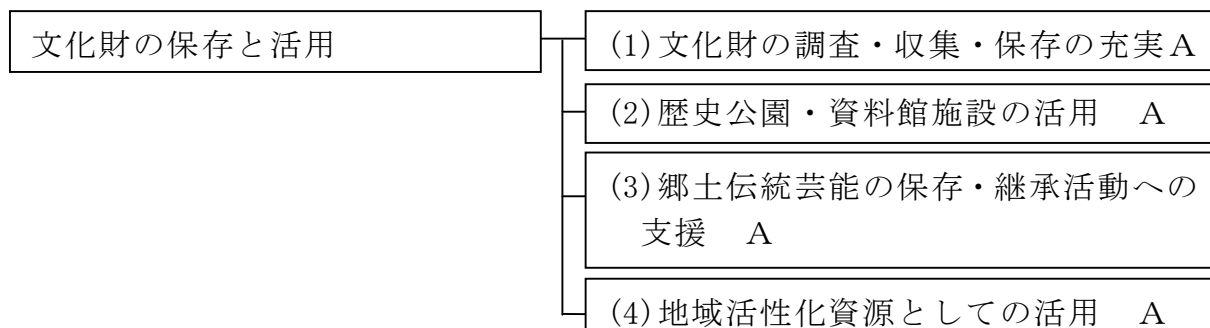 文化財の保存と活用
(1)文化財の調査・収集・保存の充実Ａ
(2)歴史公園・資料館施設の活用　Ａ
(3)郷土伝統芸能の保存・継承活動への
支援　Ａ
(4)地域活性化資源としての活用　Ａ